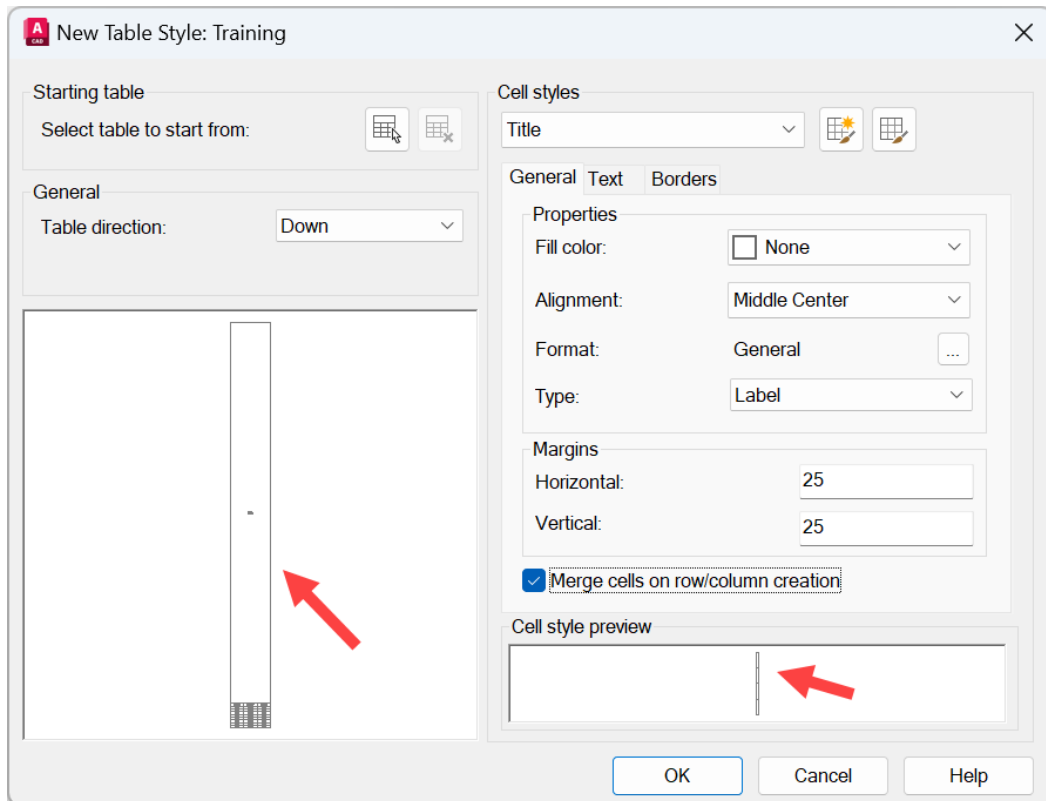 A
CAD
New Table Style: Training
Starting table
Select table to start from:
General
Table direction:
Down
Cell styles
Title
General Text Borders
Properties
Fill color:
None
Alignment:
Middle Center
Format:
General
...
Type:
Label
Margins
Horizontal:
25
Vertical:
25
Merge cells on row/column creation
Cell style preview
OK Cancel Help